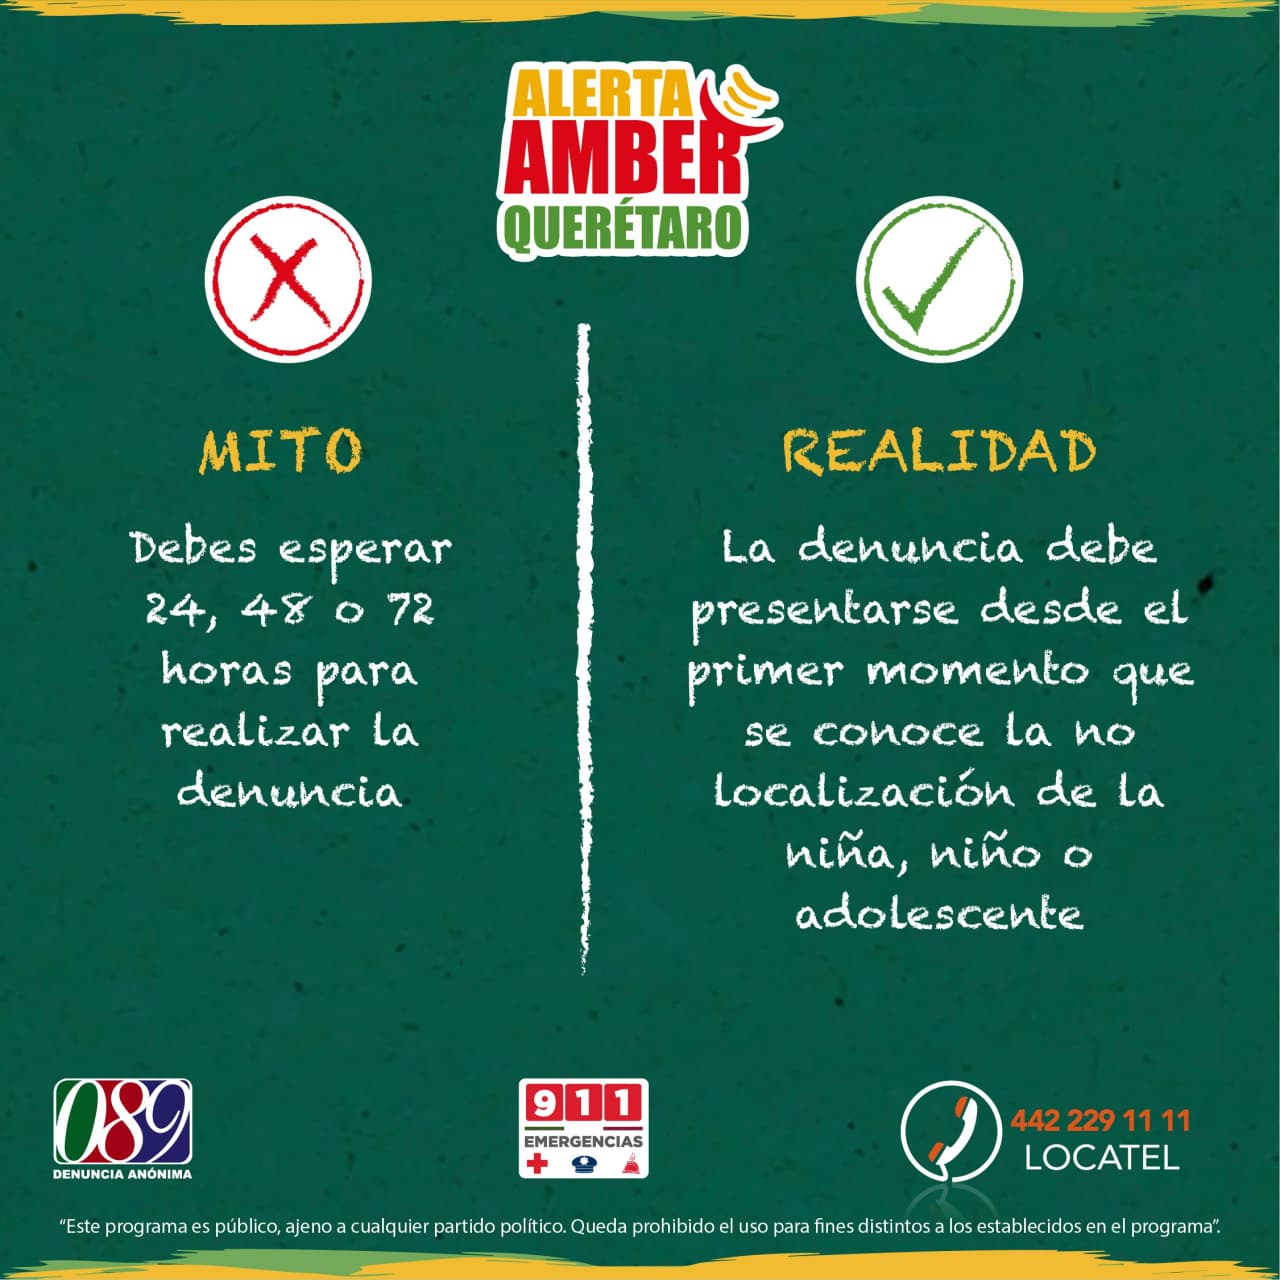 ALERTA
AMBER
QUERÉTARO
MITO
Debes esperar
24, 48 o 72
horas para
realizar la
denuncia
REALIDAD
La denuncia debe
presentarse desde el
primer momento que
se conoce la no
localización de la
niña, niño o
adolescente
089
DENUNCIA ANÓNIMA
911
EMERGENCIAS
442 229 11 11
LOCATEL
“Este programa es público, ajeno a cualquier partido político. Queda prohibido el uso para fines distintos a los establecidos en el programa”.